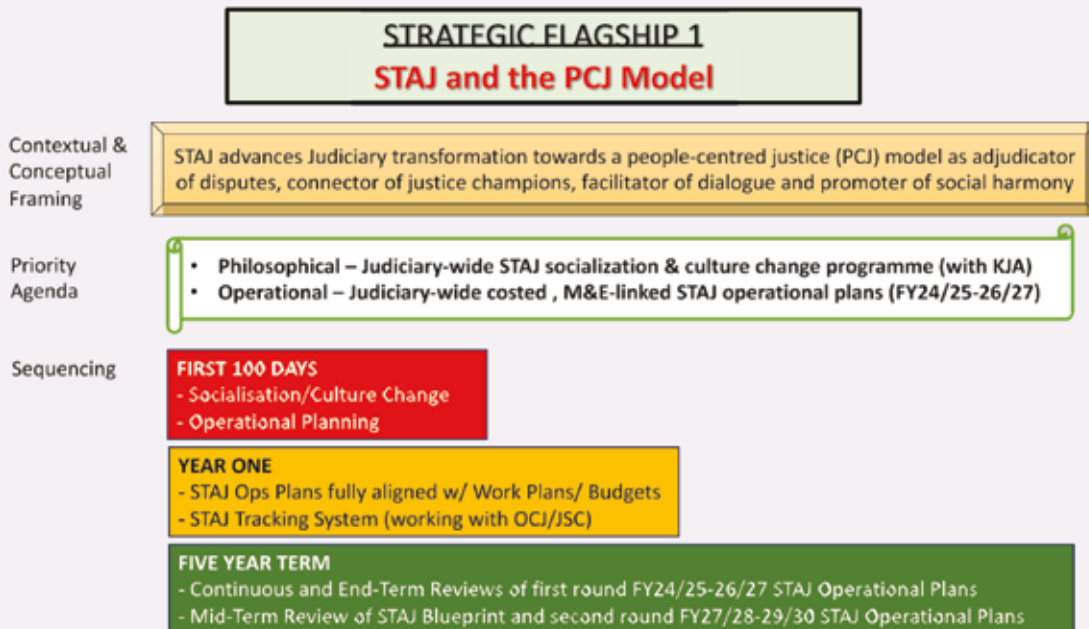 STRATEGIC FLAGSHIP 1
STAJ and the PCJ Model
Contextual &
Conceptual
Framing
STAJ advances Judiciary transformation towards a people-centred justice (PCJ) model as adjudicator
of disputes, connector of justice champions, facilitator of dialogue and promoter of social harmony
Priority
Agenda
• Philosophical – Judiciary-wide STAJ socialization & culture change programme (with KJA)
• Operational – Judiciary-wide costed , M&E-linked STAJ operational plans (FY24/25-26/27)
Sequencing
FIRST 100 DAYS
- Socialisation/Culture Change
- Operational Planning
YEAR ONE
- STAJ Ops Plans fully aligned w/ Work Plans/ Budgets
- STAJ Tracking System (working with OCJ/JSC)
FIVE YEAR TERM
- Continuous and End-Term Reviews of first round FY24/25-26/27 STAJ Operational Plans
- Mid-Term Review of STAJ Blueprint and second round FY27/28-29/30 STAJ Operational Plans